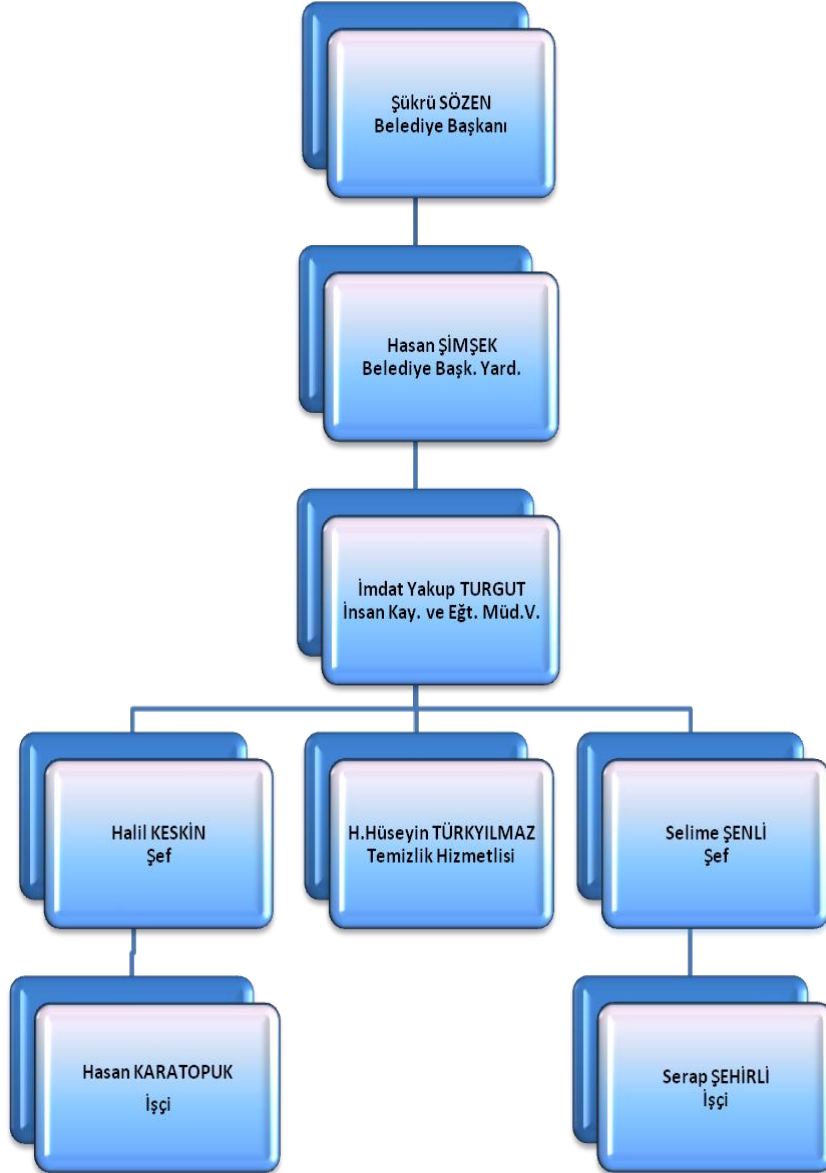 Şükrü SÖZEN
Belediye Başkanı
Hasan ŞİMŞEK
Belediye Başk. Yard.
İmdat Yakup TURGUT
İnsan Kay. ve Eğt. Müd.V.
Halil KESKİN
Şef
H.Hüseyin TÜRKYILMAZ
Temizlik Hizmetlisi
Selime ŞENLİ
Şef
Hasan KARATOPUK
İşçi
Serap ŞEHİRLİ
İşçi